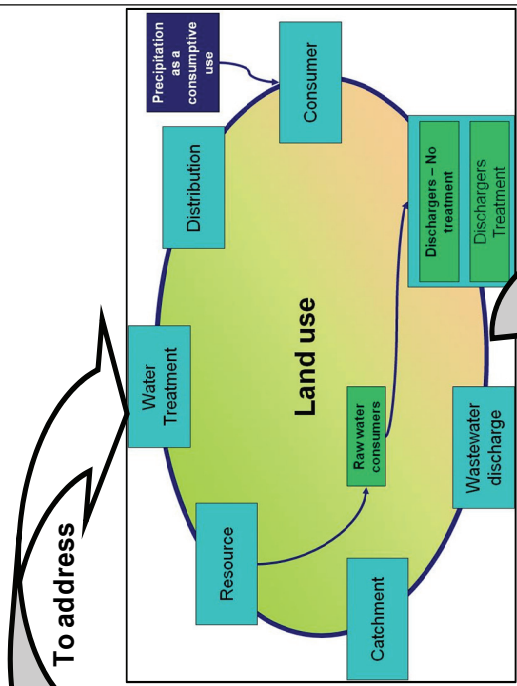 To address
Water
Treatment
Distribution
Precipitation
as a
consumptive
use
Consumer
Resource
Land use
Raw water
consumers
Dischargers – No
treatment
Dischargers
Treatment
Catchment
Wastewater
discharge